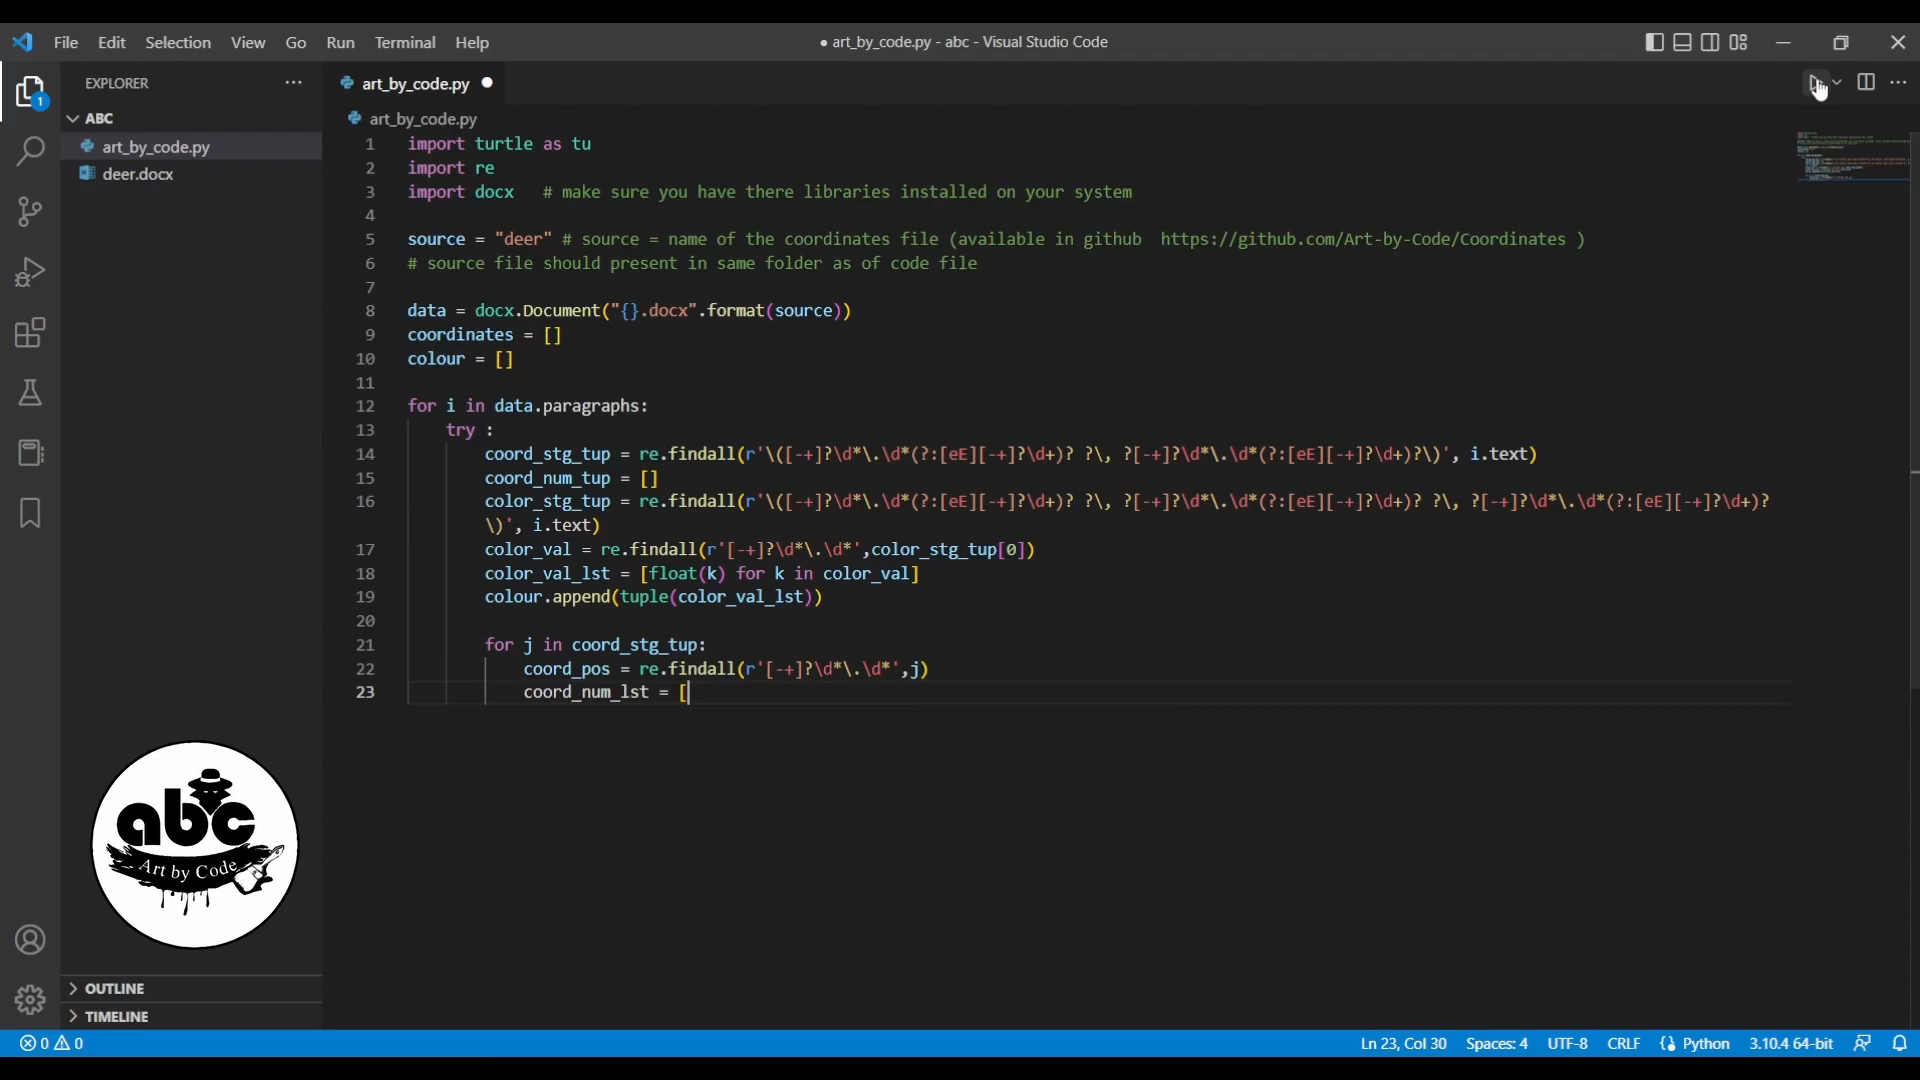 File Edit Selection View Go Run Terminal Help
● art_by_code.py - abc - Visual Studio Code
EXPLORER
1
ABC
art_by_code.py
deer.docx
art_by_code.py
art_by_code.py
1 import turtle as tu
2 import re
3 import docx # make sure you have there libraries installed on your system
4
5 source = "deer" # source = name of the coordinates file (available in github https://github.com/Art-by-Code/Coordinates )
6 # source file should present in same folder as of code file
7
8 data = docx.Document("{}.docx".format(source))
9 coordinates = []
10 colour = []
11
12 for i in data.paragraphs:
13 try :
14 coord_stg_tup = re.findall(r'\([-+]?\d*\.\d*(?:[eE][-+]?\d+)? ?\, ?[-+]?\d*\.\d*(?:[eE][-+]?\d+)?\)', i.text)
15 coord_num_tup = []
16 color_stg_tup = re.findall(r'\([-+]?\d*\.\d*(?:[eE][-+]?\d+)? ?\, ?[-+]?\d*\.\d*(?:[eE][-+]?\d+)? ?\, ?[-+]?\d*\.\d*(?:[eE][-+]?\d+)?
\)', i.text)
17 color_val = re.findall(r'[-+]?\d*\.\d*',color_stg_tup[0])
18 color_val_lst = [float(k) for k in color_val]
19 colour.append(tuple(color_val_lst))
20
21 for j in coord_stg_tup:
22 coord_pos = re.findall(r'[-+]?\d*\.\d*',j)
23 coord_num_lst = [
abc
Art by Code
OUTLINE
TIMELINE
0 0
Ln 23, Col 30 Spaces: 4 UTF-8 CRLF Python 3.10.4 64-bit